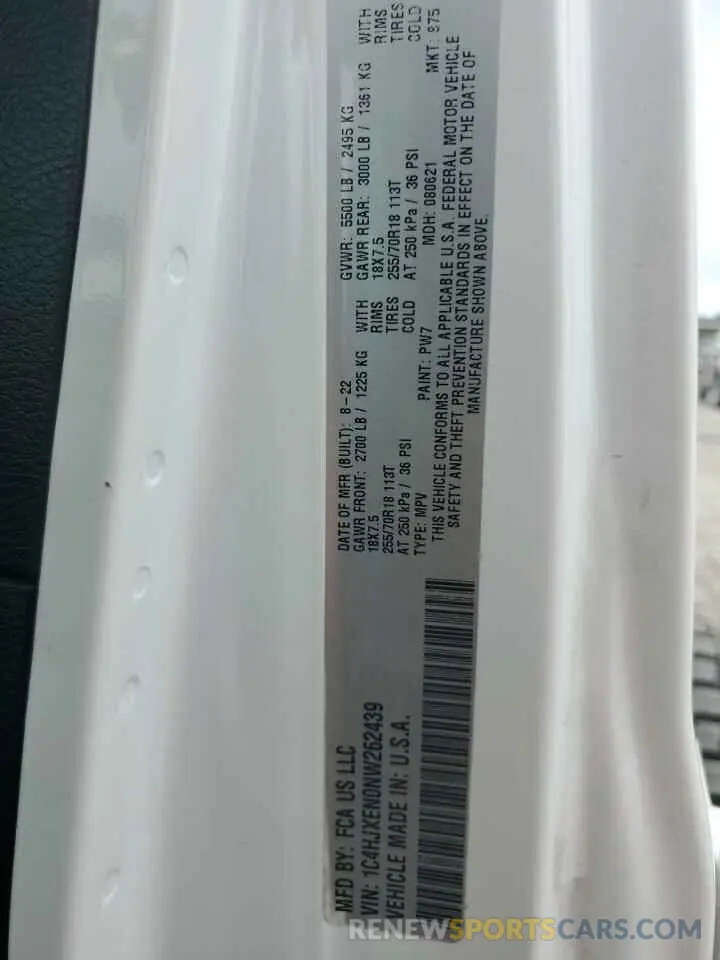 MFD BY: FCA US LLC
DATE OF MFR (BUILT): 8-22
GVWR: 5500 LB / 2495 KG
GAWR FRONT: 2700 LB / 1225 KG WITH
GAWR REAR: 3000 LB / 1361 KG WITH
18X7.5 RIMS
18X7.5 RIMS
255/70R18 113T TIRES
255/70R18 113T TIRES
AT 250 kPa / 36 PSI COLD
AT 250 kPa / 36 PSI COLD
VIN: 1C4HJXEN0NW262439
TYPE: MPV
PAINT: PW7
MDH: 080621
MKT: 875
VEHICLE MADE IN: U.S.A.
THIS VEHICLE CONFORMS TO ALL APPLICABLE U.S.A. FEDERAL MOTOR VEHICLE
SAFETY AND THEFT PREVENTION STANDARDS IN EFFECT ON THE DATE OF
MANUFACTURE SHOWN ABOVE.
RENEWSPORTSCARS.COM